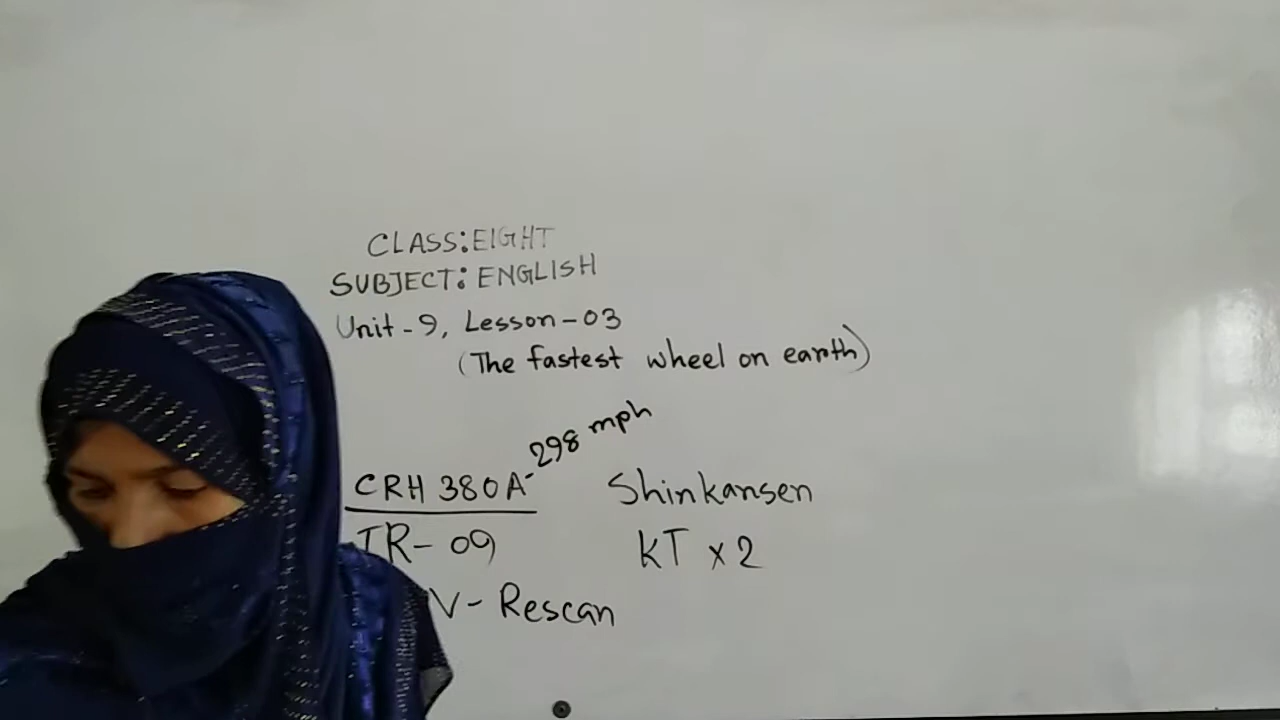 CLASS:EIGHT
SUBJECT: ENGLISH
Unit-9, Lesson-03
(The fastest wheel on earth)
CRH 380A - 298 mph
Shinkansen
TR-09
KT x2
V- Rescan